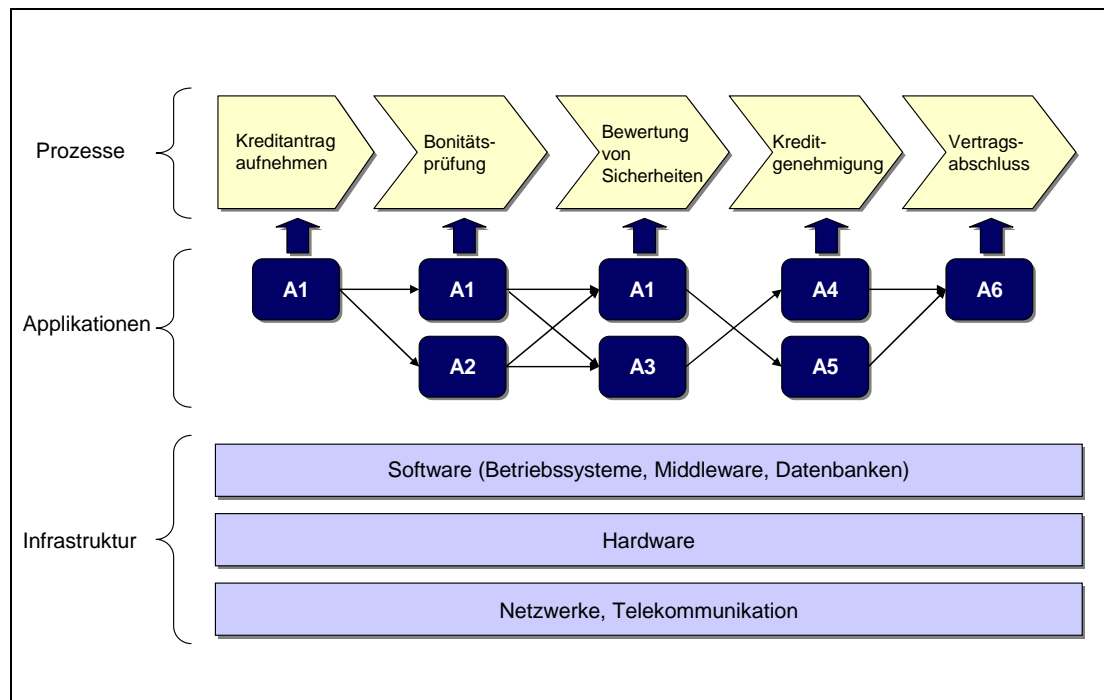 Prozesse
Kreditantrag
aufnehmen
Bonitäts-
prüfung
Bewertung
von
Sicherheiten
Kredit-
genehmigung
Vertrags-
abschluss
Applikationen
A1
A1
A1
A4
A6
A2
A3
A5
Infrastruktur
Software (Betriebssysteme, Middleware, Datenbanken)
Hardware
Netzwerke, Telekommunikation